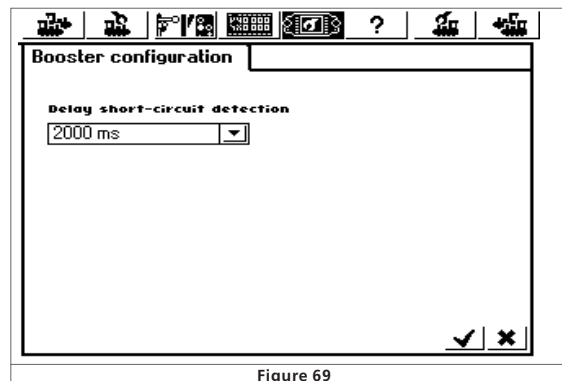 ?
Booster configuration
Delay short-circuit detection
2000 ms
Figure 69